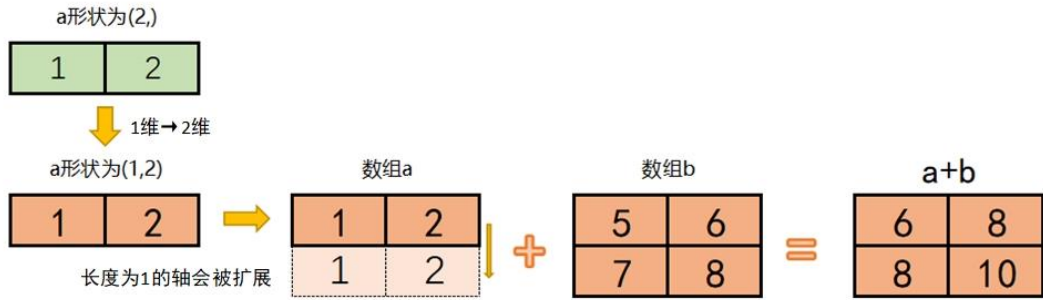 a形状为(2,)
1 2
1维→2维
a形状为(1,2) 数组a 数组b a+b
1 2 1 2 + 5 6 = 6 8
1 2 7 8 8 10
长度为1的轴会被扩展